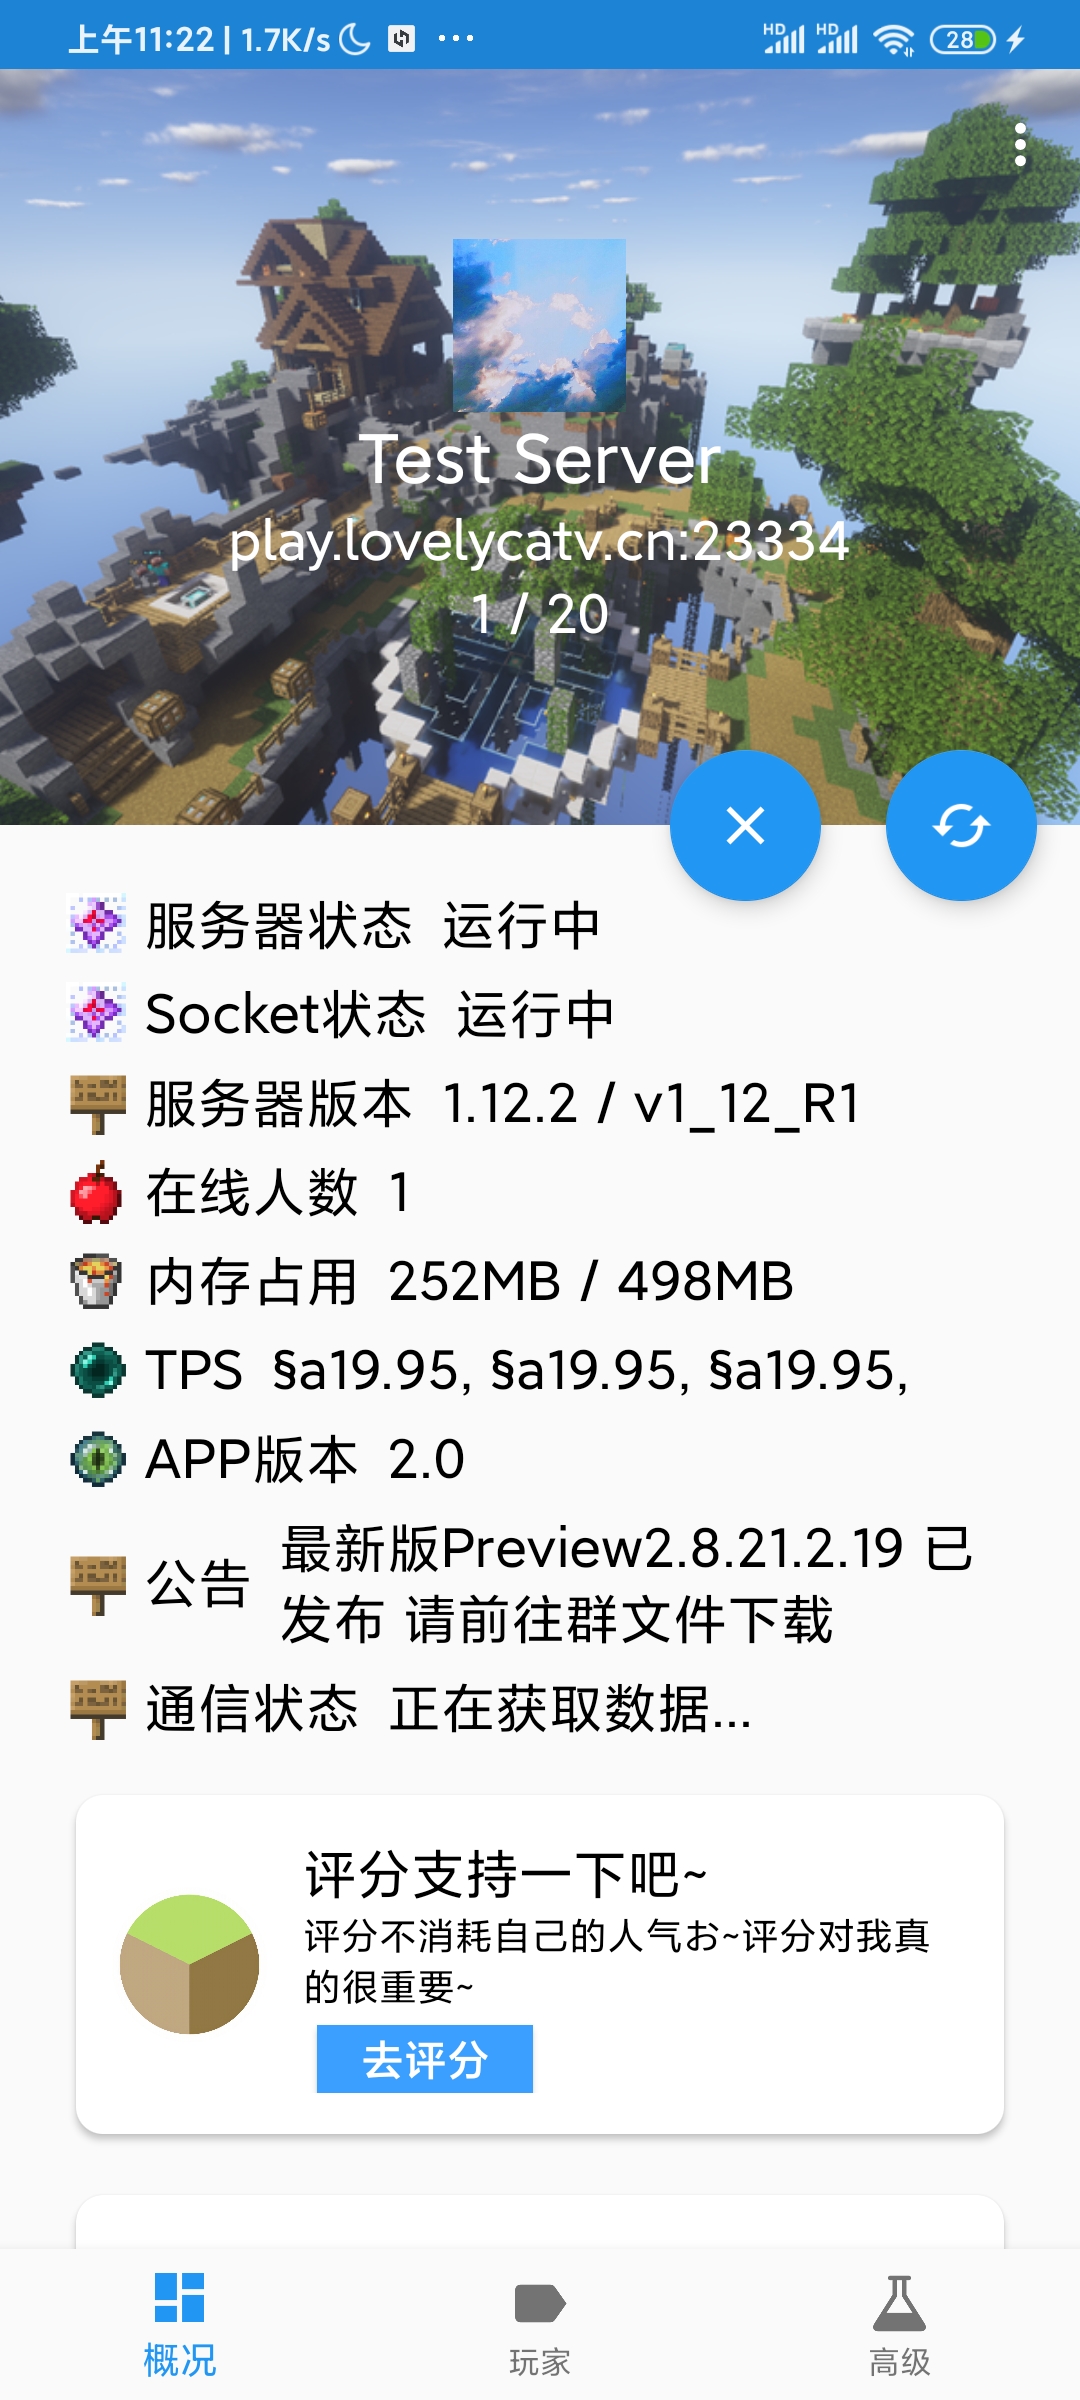 上午11:22 | 1.7K/s
HD HD 28
Test Server
play.lovelycatv.cn:23334
1 / 20
服务器状态 运行中
Socket状态 运行中
服务器版本 1.12.2 / v1_12_R1
在线人数 1
内存占用 252MB / 498MB
TPS §a19.95, §a19.95, §a19.95,
APP版本 2.0
公告 最新版Preview2.8.21.2.19 已
发布 请前往群文件下载
通信状态 正在获取数据...
评分支持一下吧~
评分不消耗自己的人气お~评分对我真
的很重要~
去评分
概况 玩家 高级